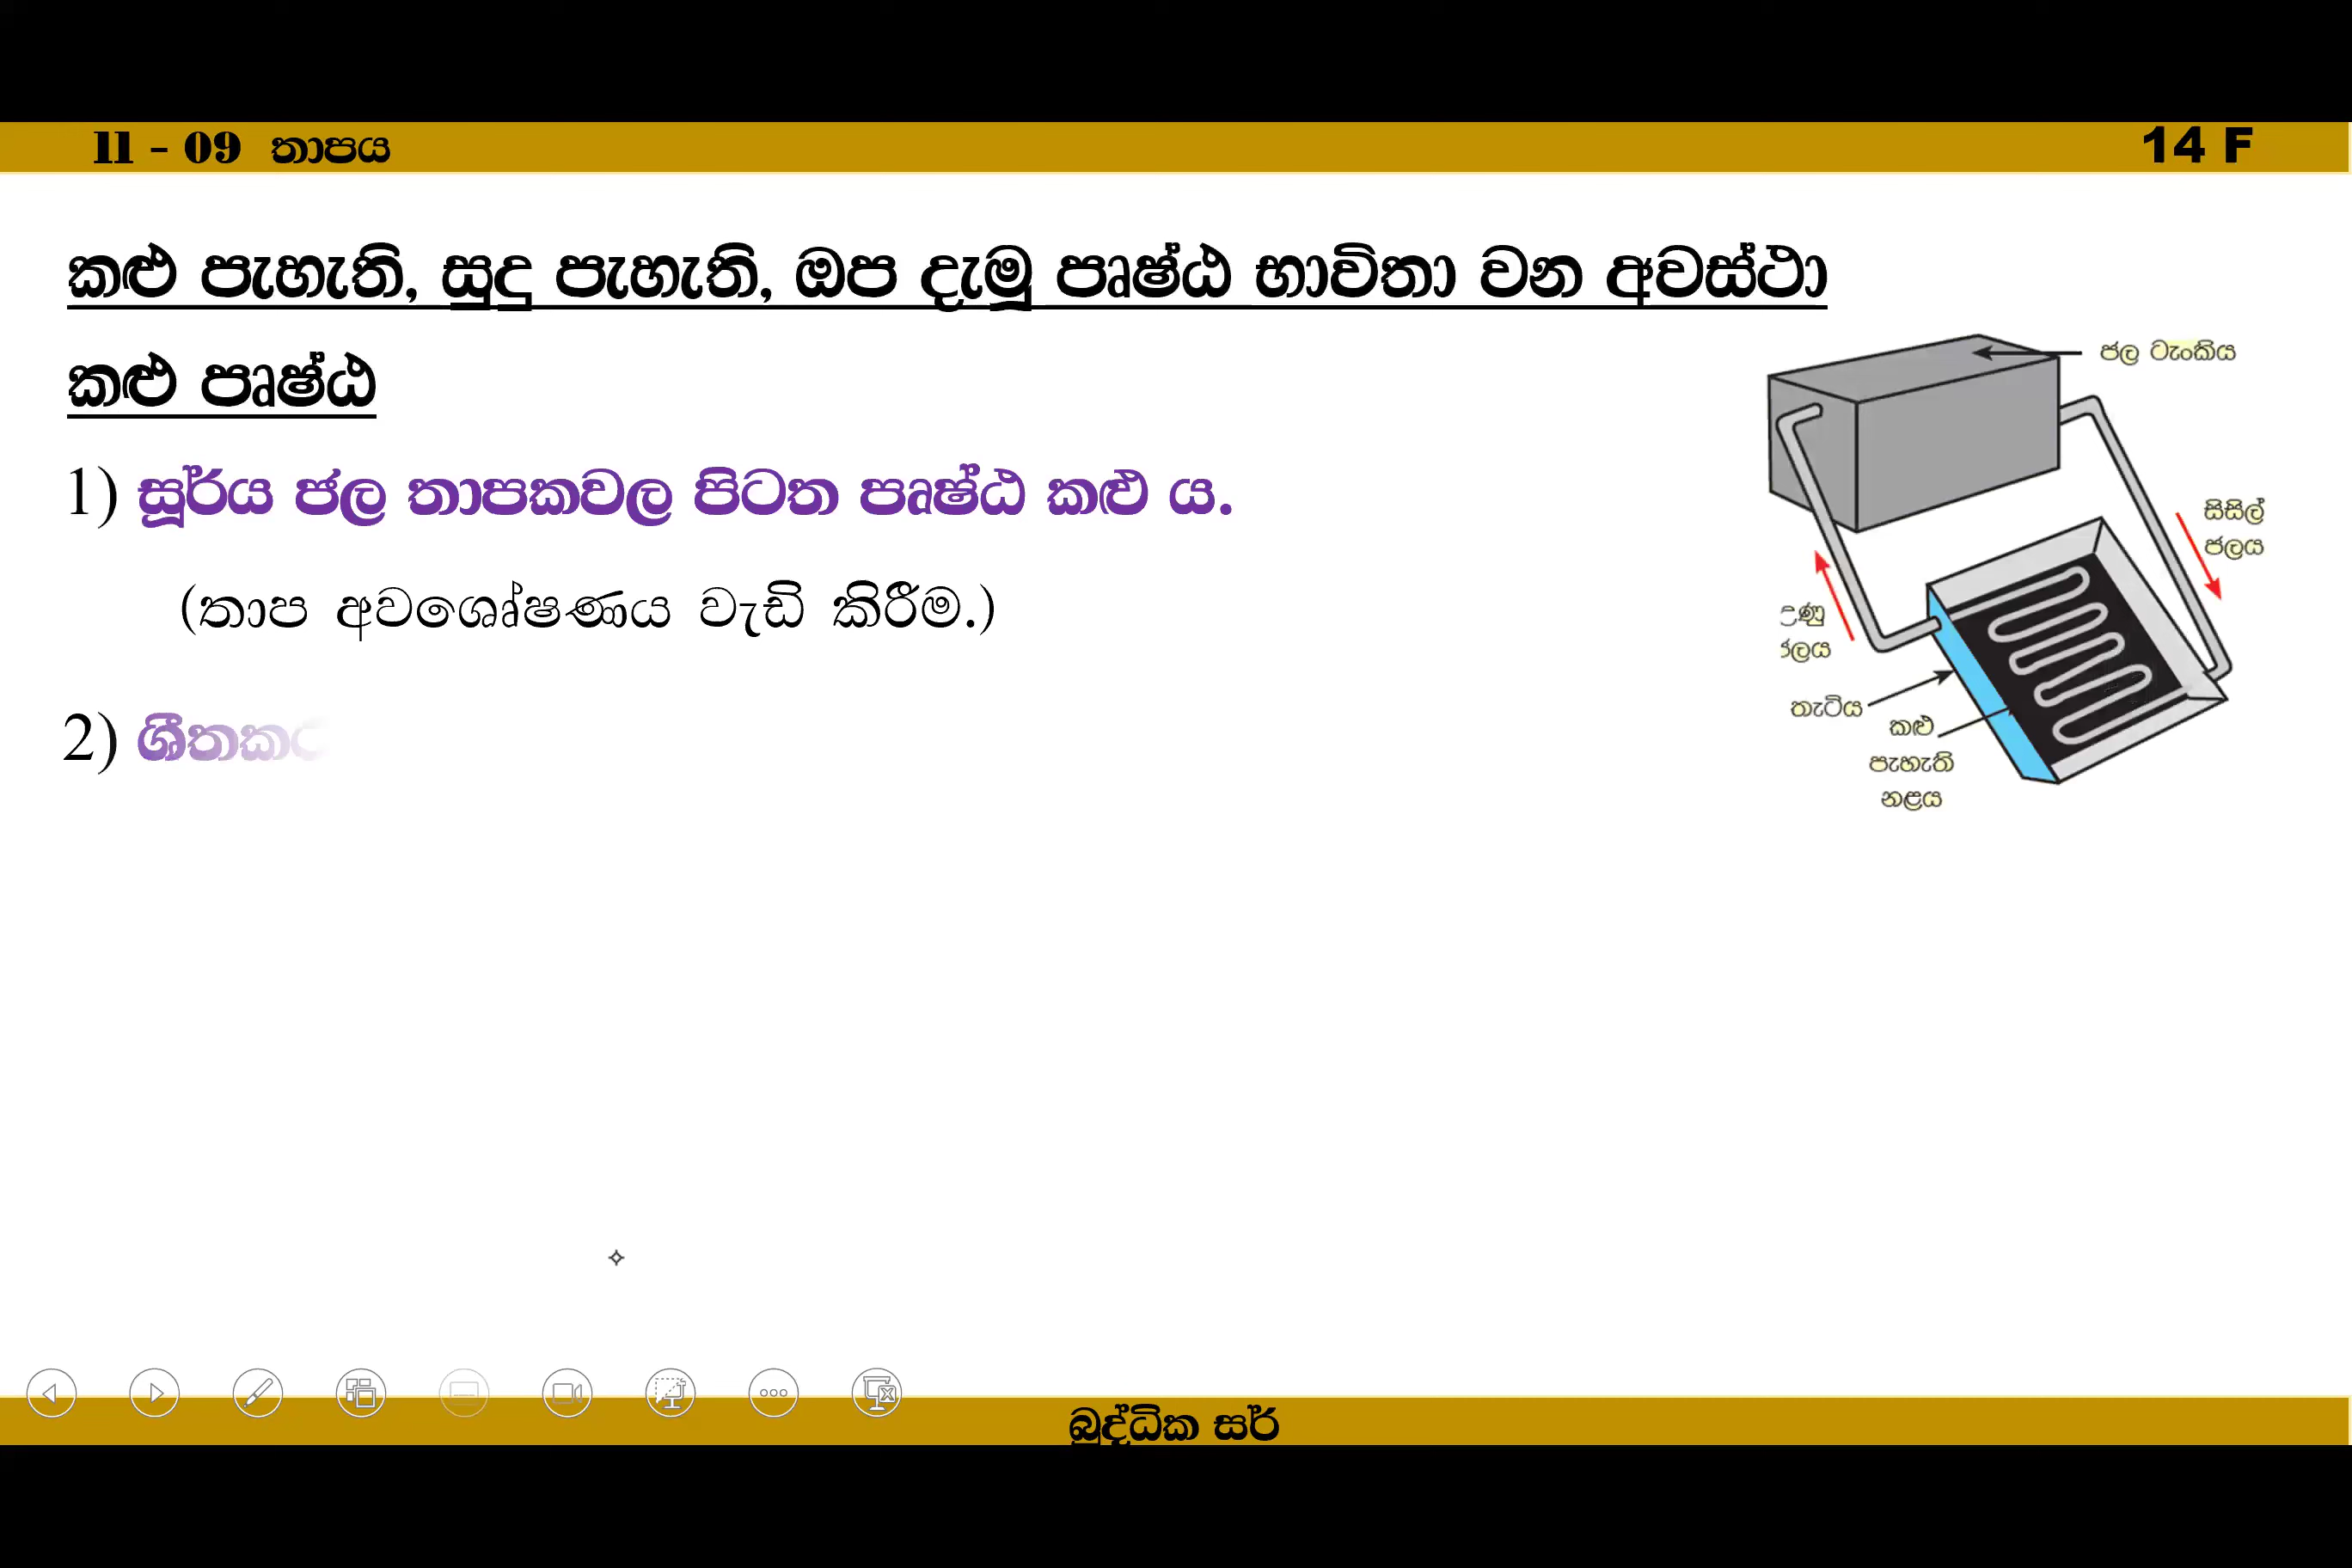 11 - 09 තාපය
14 F
කළු පැහැති, සුදු පැහැති, ඔප දැමූ පෘෂ්ඨ භාවිතා වන අවස්ථා
කළු පෘෂ්ඨ
1) සූර්ය ජල තාපකවල පිටත පෘෂ්ඨ කළු ය.
(තාප අවශෝෂණය වැඩි කිරීම.)
2)
ජල ටැංකිය
සිසිල්
ජලය
උණු
ජලය
තැටිය
කළු
පැහැති
නළය
බුද්ධික සර්